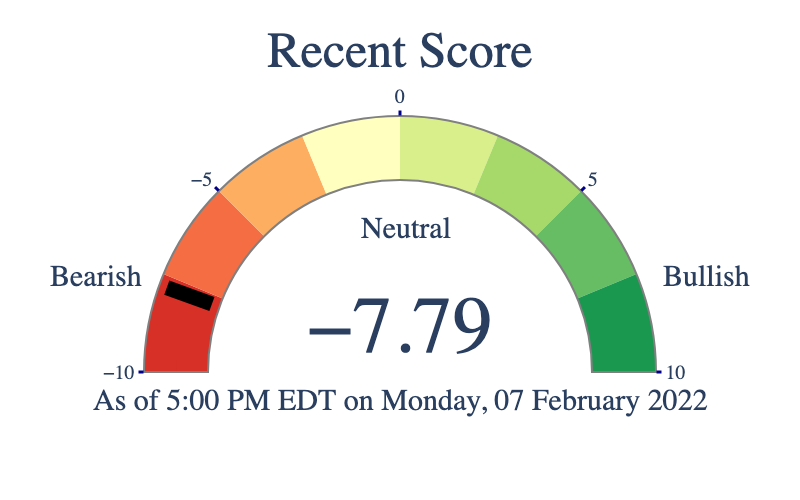 Recent Score
0
−5
5
Neutral
Bearish
Bullish
−7.79
−10
10
As of 5:00 PM EDT on Monday, 07 February 2022